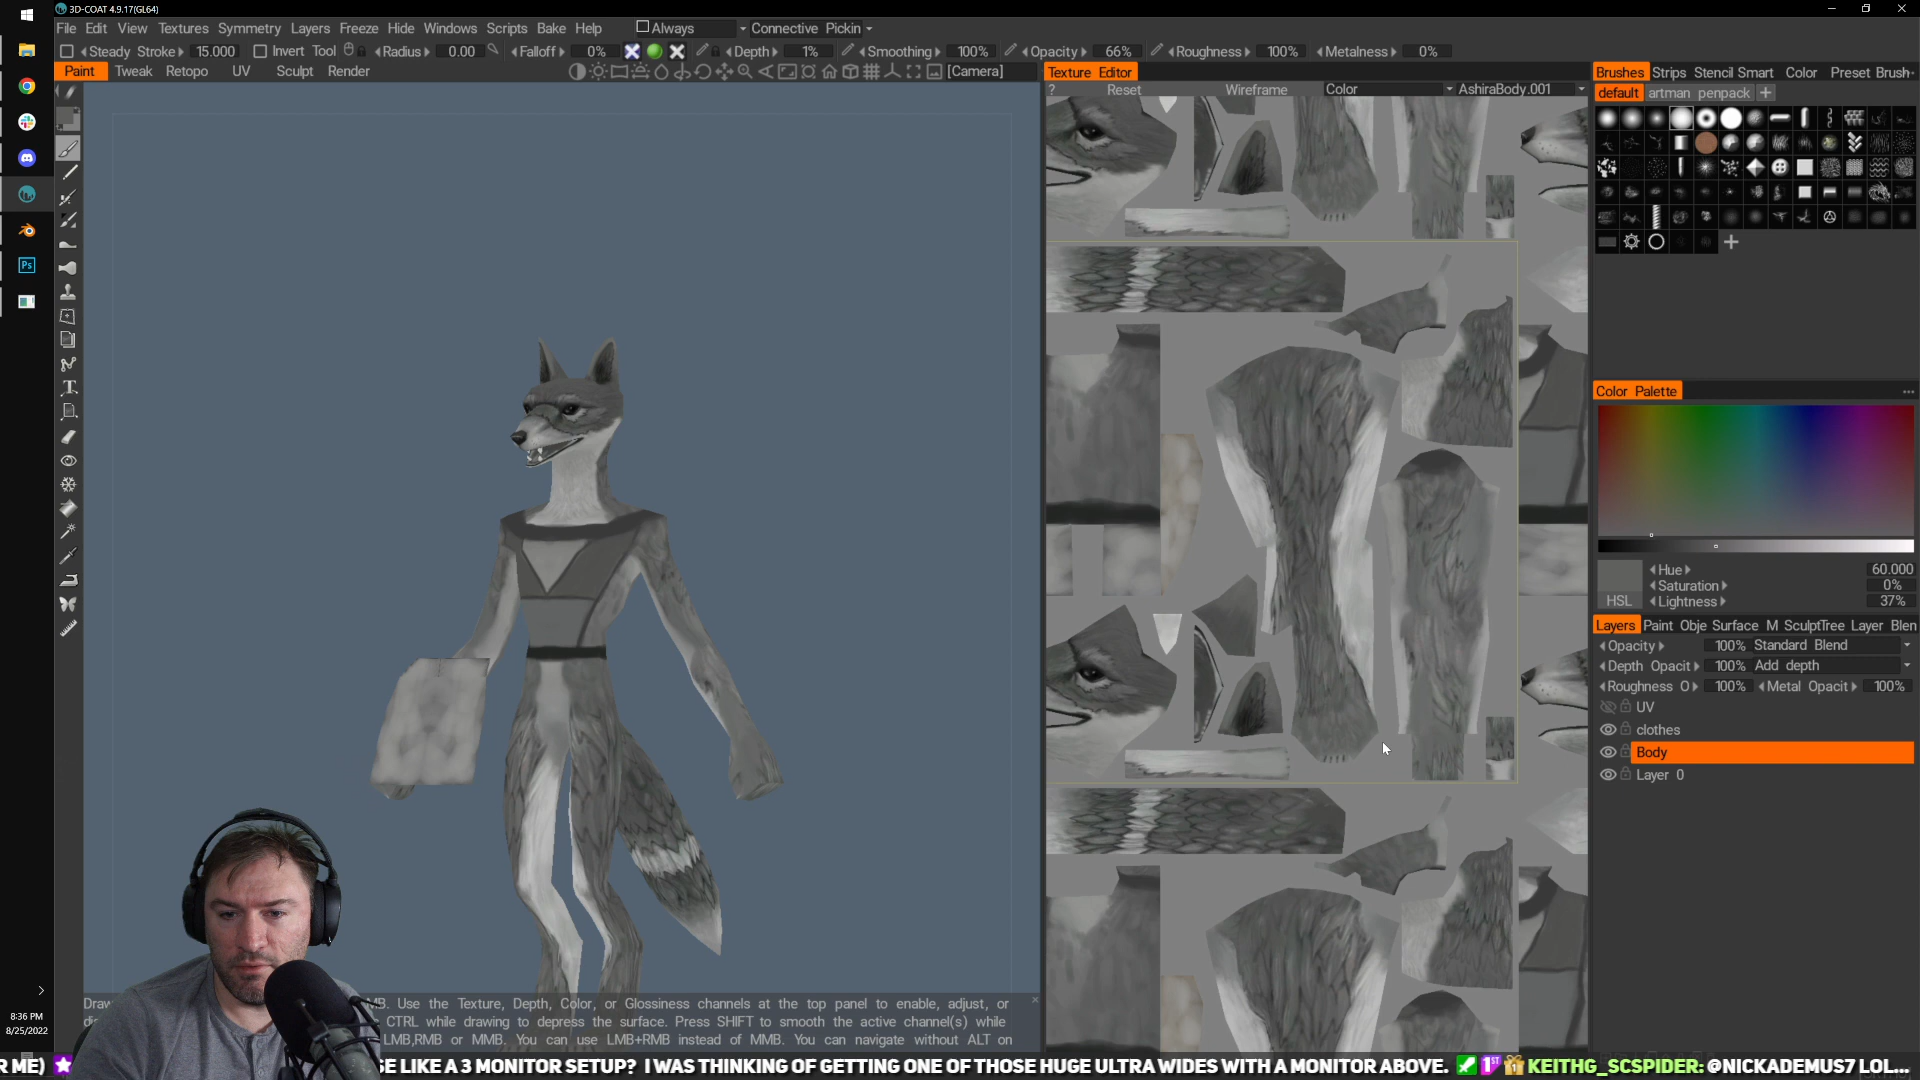 3D-COAT 4.9.17(GL64)
File Edit View Textures Symmetry Layers Freeze Hide Windows Scripts Bake Help Always Connective Pickin
Steady Stroke 15.000 Invert Tool Radius 0.00 Falloff 0% Depth 1% Smoothing 100% Opacity 66% Roughness 100% Metalness 0%
Paint Tweak Retopo UV Sculpt Render [Camera]
Texture Editor
? Reset Wireframe Color AshiraBody.001
Brushes Strips Stencil Smart Color Preset Brush
default artman penpack +
Color Palette
Hue 60.000
Saturation 0%
HSL Lightness 37%
Layers Paint Obje Surface M SculptTree Layer Blen
Opacity 100% Standard Blend
Depth Opacit 100% Add depth
Roughness O 100% Metal Opacit 100%
UV
clothes
Body
Layer 0
Ps
8:36 PM
8/25/2022
Draw MB. Use the Texture, Depth, Color, or Glossiness channels at the top panel to enable, adjust, or
CTRL while drawing to depress the surface. Press SHIFT to smooth the active channel(s) while
LMB,RMB or MMB. You can use LMB+RMB instead of MMB. You can navigate without ALT on
R ME) SE LIKE A 3 MONITOR SETUP? I WAS THINKING OF GETTING ONE OF THOSE HUGE ULTRA WIDES WITH A MONITOR ABOVE. 1ST 1 KEITHG_SCSPIDER: @NICKADEMUS7 LOL...